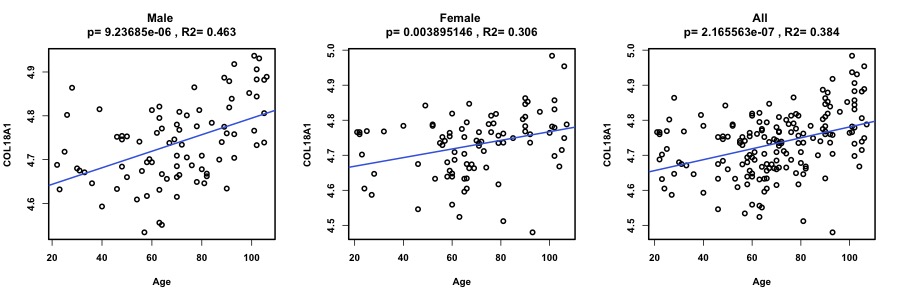 Male
p= 9.23685e-06 , R2= 0.463
COL18A1
4.9
4.8
4.7
4.6
20 40 60 80 100
Age
Female
p= 0.003895146 , R2= 0.306
COL18A1
5.0
4.9
4.8
4.7
4.6
4.5
20 40 60 80 100
Age
All
p= 2.165563e-07 , R2= 0.384
COL18A1
5.0
4.9
4.8
4.7
4.6
4.5
20 40 60 80 100
Age